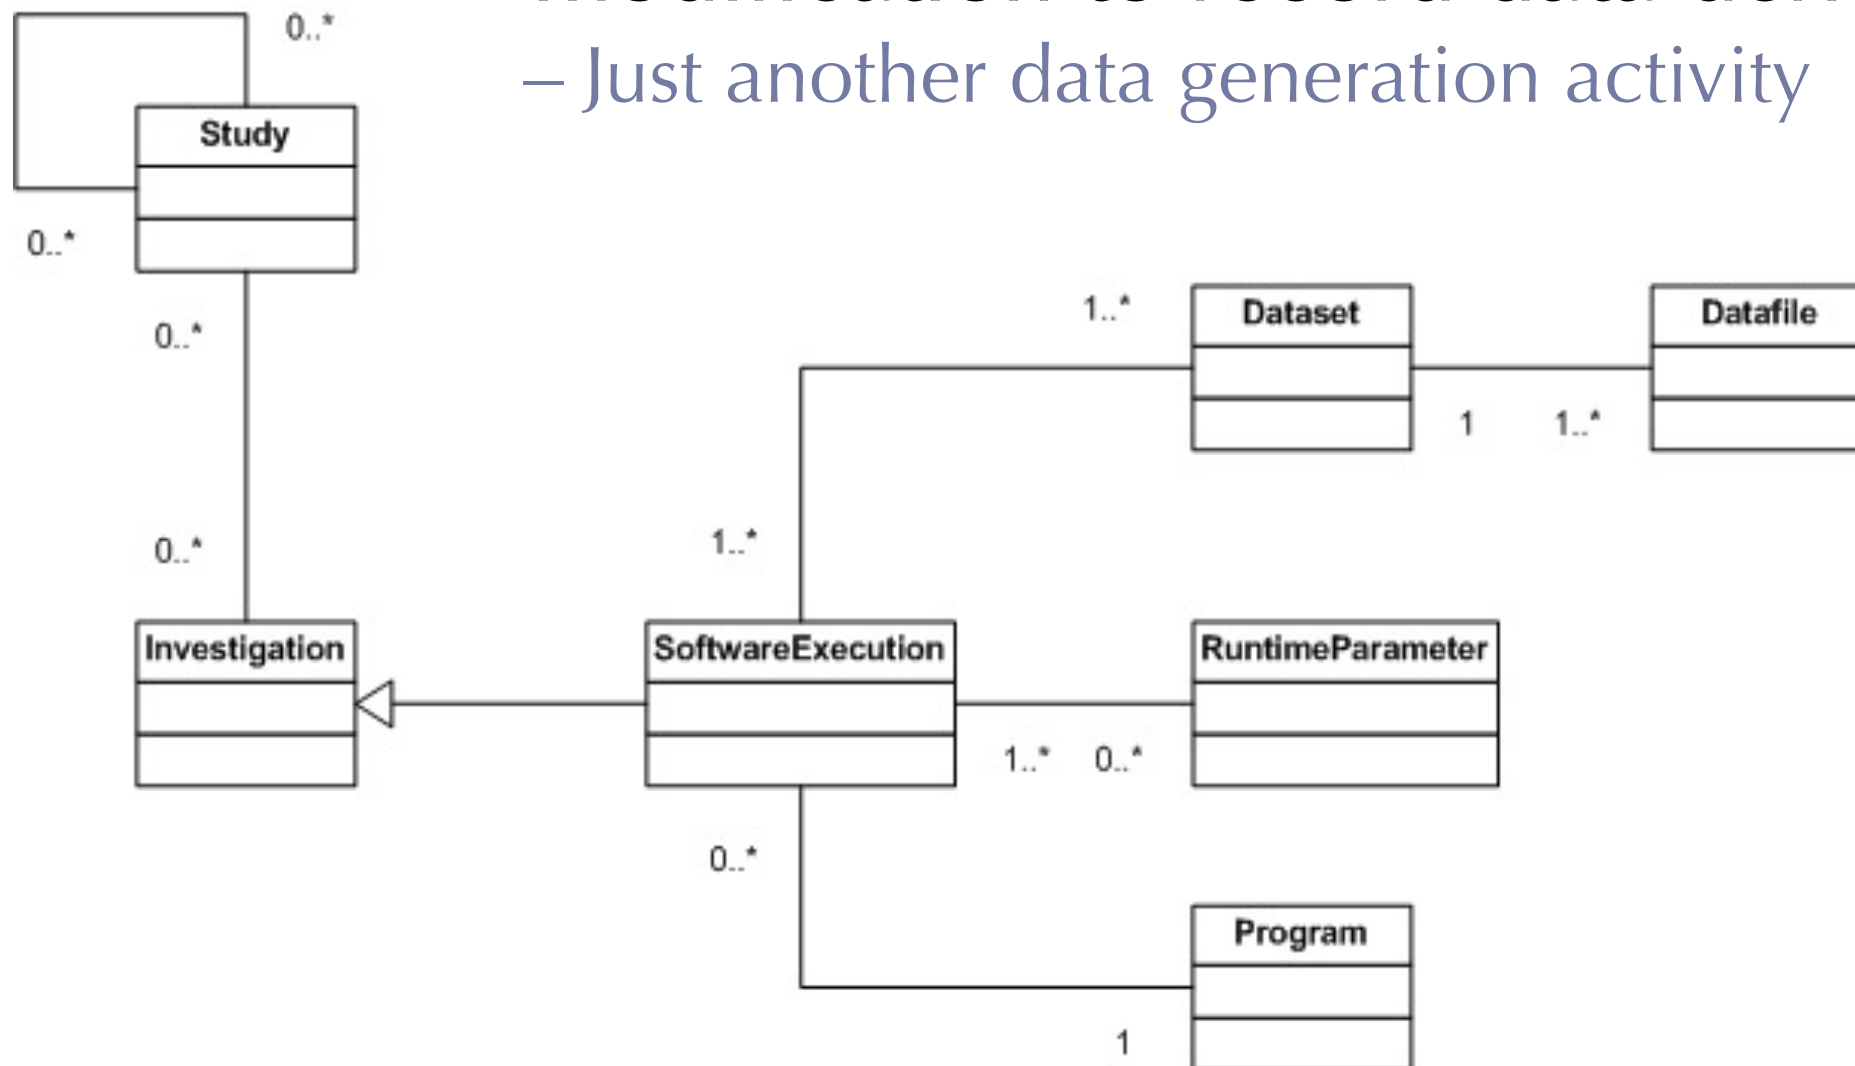 – Just another data generation activity
0..*
Study
0..*
0..*
0..*
Investigation
1..*
Dataset
Datafile
1
1..*
1..*
SoftwareExecution
RuntimeParameter
1..*
0..*
0..*
Program
1